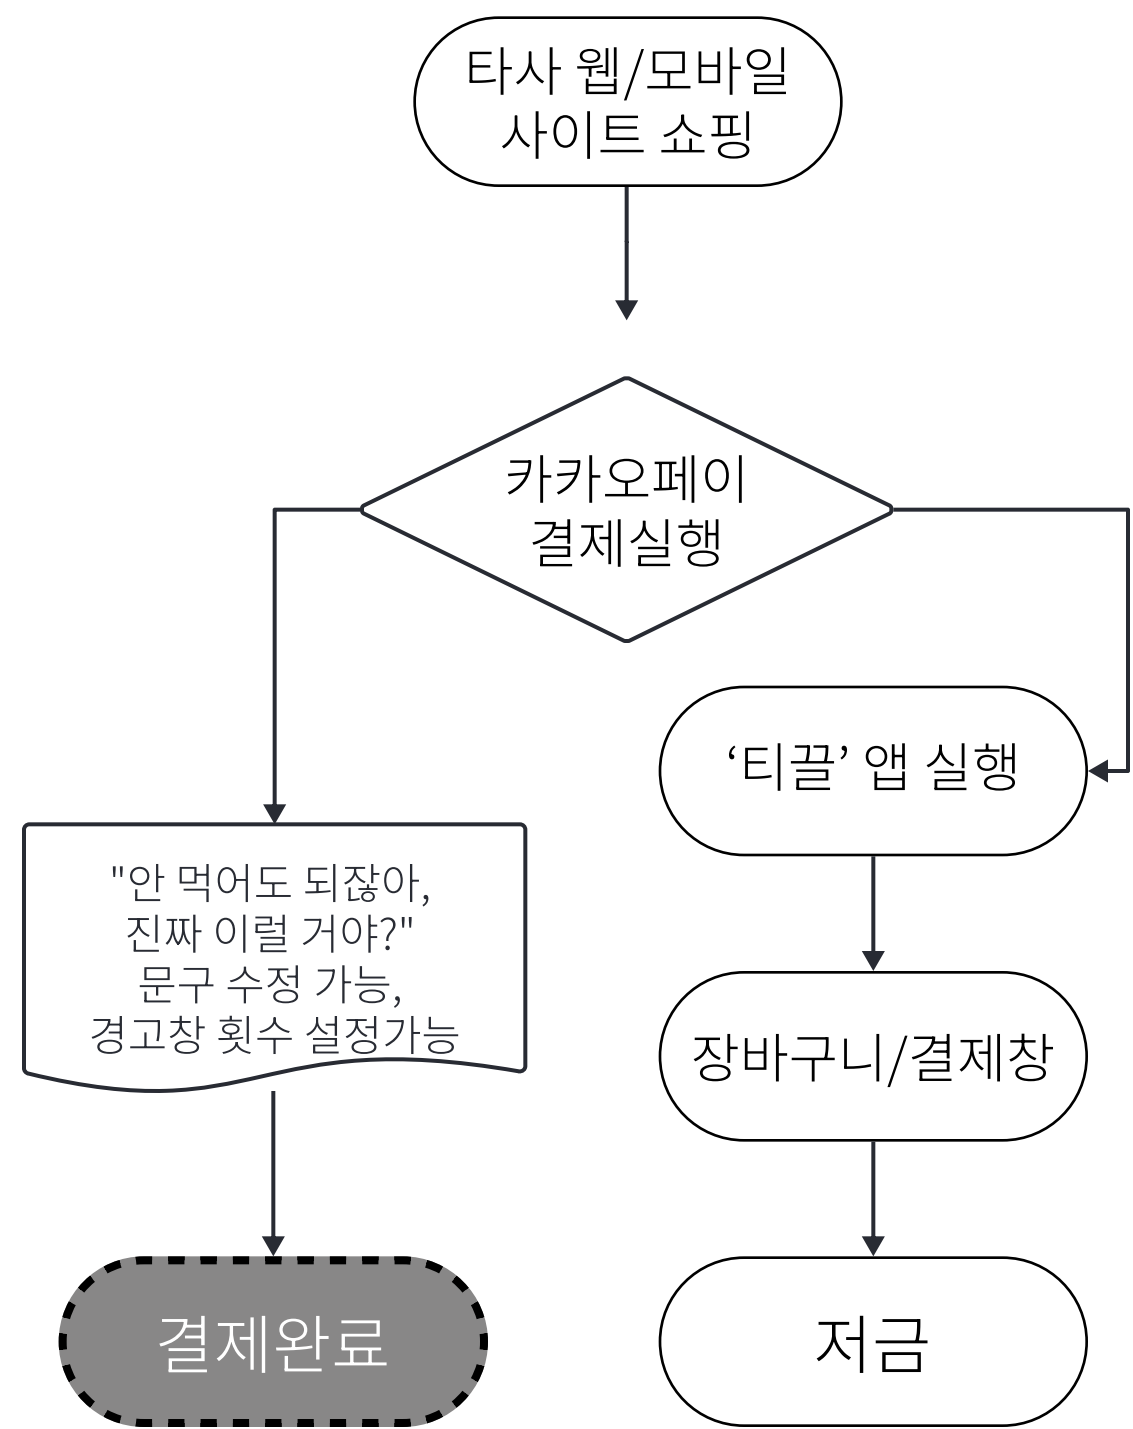 타사 웹/모바일
사이트 쇼핑
카카오페이
결제실행
‘티끌’ 앱 실행
"안 먹어도 되잖아,
진짜 이럴 거야?"
문구 수정 가능,
경고창 횟수 설정가능
장바구니/결제창
결제완료
저금